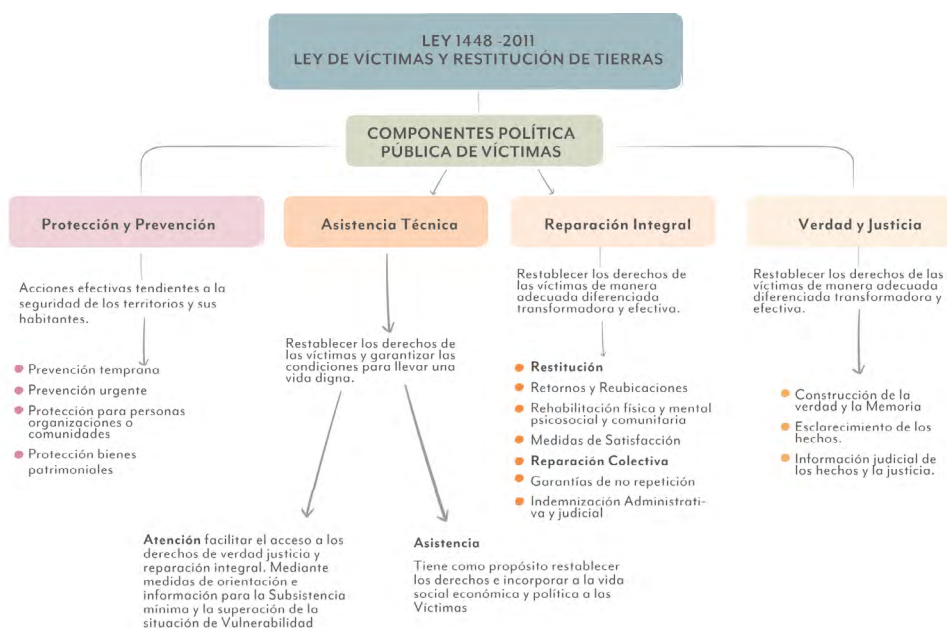 LEY 1448 -2011
LEY DE VÍCTIMAS Y RESTITUCIÓN DE TIERRAS
COMPONENTES POLÍTICA
PÚBLICA DE VÍCTIMAS
Protección y Prevención
Acciones efectivas tendientes a la
seguridad de los territorios y sus
habitantes.
Prevención temprana
Prevención urgente
Protección para personas
organizaciones o
comunidades
Protección bienes
patrimoniales
Asistencia Técnica
Restablecer los derechos de
las víctimas y garantizar las
condiciones para llevar una
vida digna.
Atención facilitar el acceso a los
derechos de verdad justicia y
reparación integral. Mediante
medidas de orientación e
información para la Subsistencia
mínima y la superación de la
situación de Vulnerabilidad
Asistencia
Tiene como propósito restablecer
los derechos e incorporar a la vida
social económica y política a las
Víctimas
Reparación Integral
Restablecer los derechos de
las víctimas de manera
adecuada diferenciada
transformadora y efectiva.
Restitución
Retornos y Reubicaciones
Rehabilitación física y mental
psicosocial y comunitaria
Medidas de Satisfacción
Reparación Colectiva
Garantías de no repetición
Indemnización Administrati-
va y judicial
Verdad y Justicia
Restablecer los derechos de las
víctimas de manera adecuada
diferenciada transformadora y
efectiva.
Construcción de la
verdad y la Memoria
Esclarecimiento de los
hechos.
Información judicial de
los hechos y la justicia.